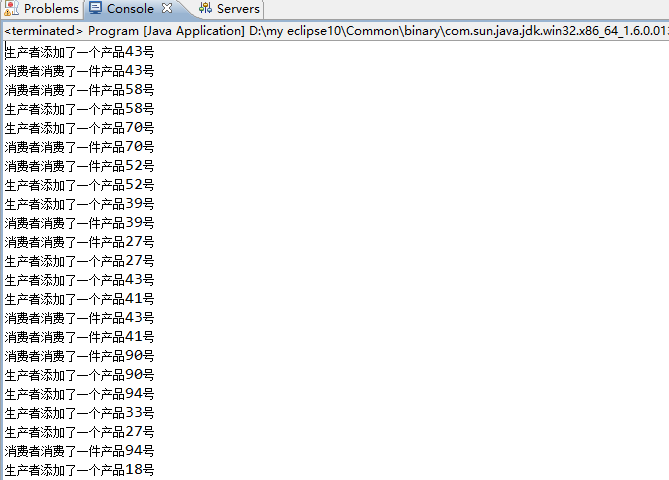 Problems Console Servers
<terminated> Program [Java Application] D:\my eclipse10\Common\binary\com.sun.java.jdk.win32.x86_64_1.6.0.013
生产者添加了一个产品43号
消费者消费了一件产品43号
消费者消费了一件产品58号
生产者添加了一个产品58号
生产者添加了一个产品70号
消费者消费了一件产品70号
消费者消费了一件产品52号
生产者添加了一个产品52号
生产者添加了一个产品39号
消费者消费了一件产品39号
消费者消费了一件产品27号
生产者添加了一个产品27号
生产者添加了一个产品43号
生产者添加了一个产品41号
消费者消费了一件产品43号
消费者消费了一件产品41号
消费者消费了一件产品90号
生产者添加了一个产品90号
生产者添加了一个产品94号
生产者添加了一个产品33号
生产者添加了一个产品27号
消费者消费了一件产品94号
生产者添加了一个产品18号